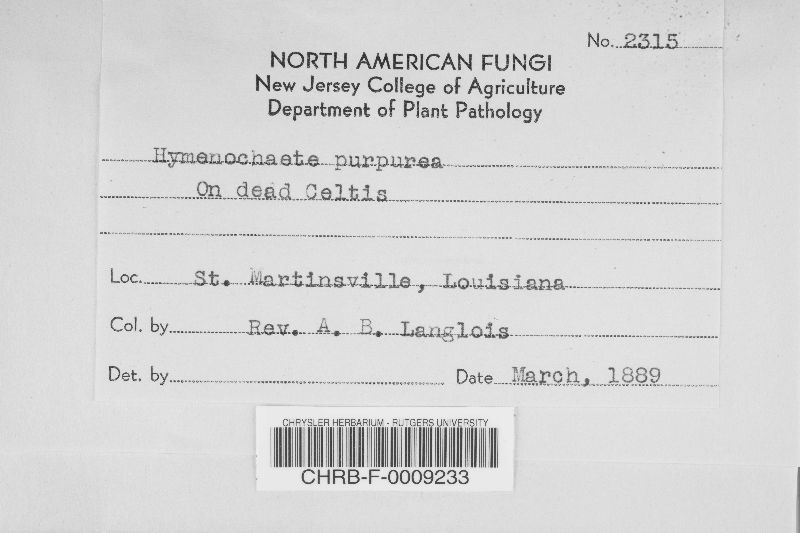 No. 2315
NORTH AMERICAN FUNGI
New Jersey College of Agriculture
Department of Plant Pathology
Hymenochaete purpurea
On dead Celtis
Loc. St. Martinsville, Louisiana
Col. by Rev. A. B. Langlois
Det. by Date March, 1889
CHRYSLER HERBARIUM - RUTGERS UNIVERSITY
CHRB-F-0009233